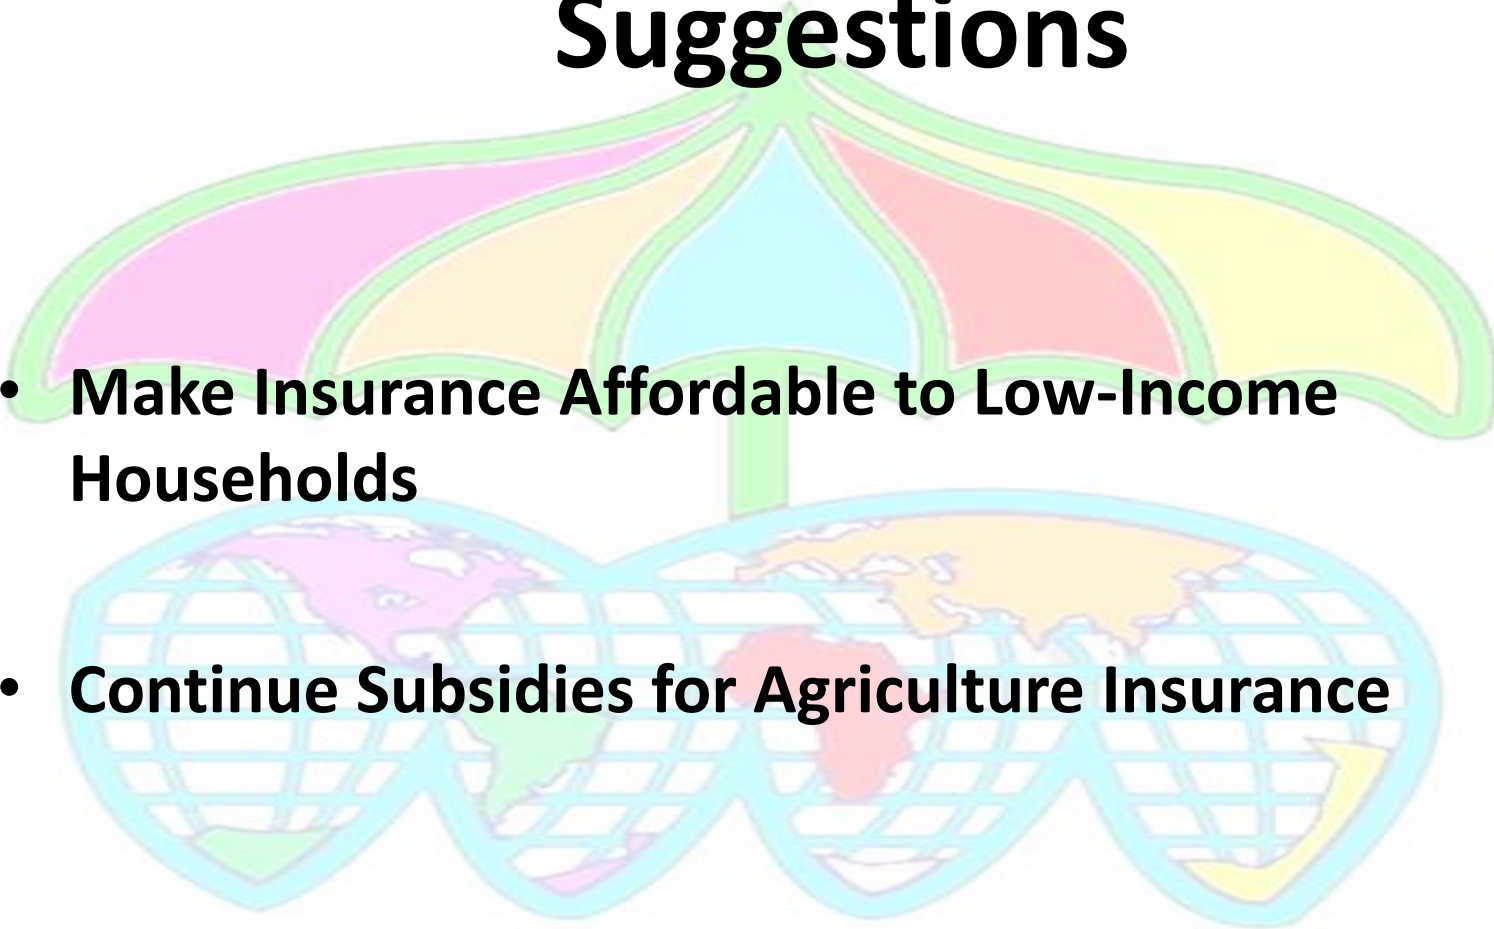 Suggestions
• Make Insurance Affordable to Low-Income
Households
• Continue Subsidies for Agriculture Insurance